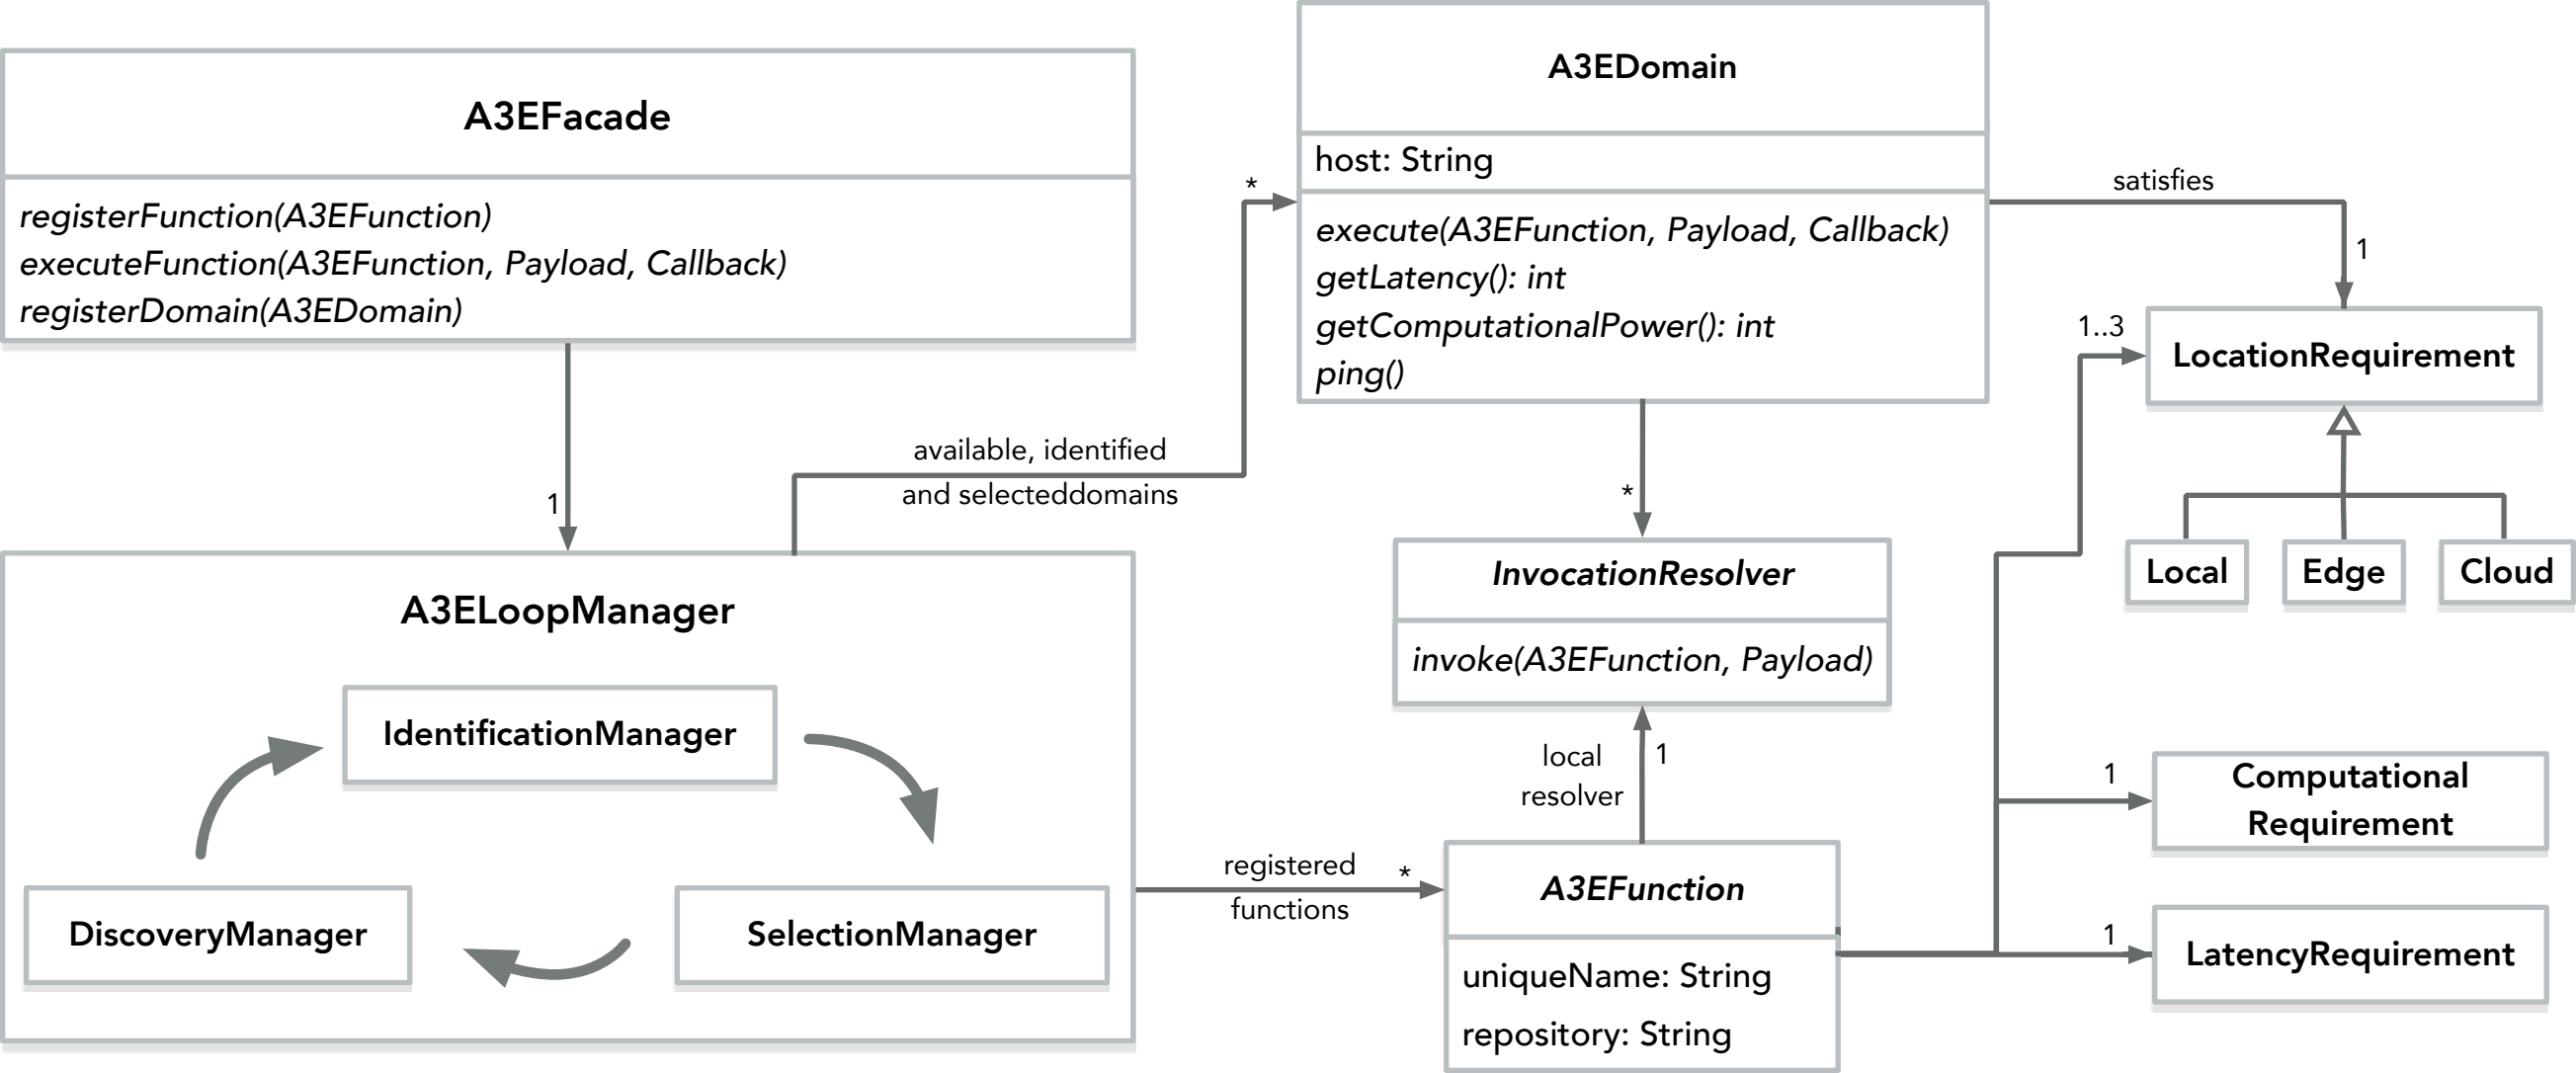 A3EFacade
registerFunction(A3EFunction)
executeFunction(A3EFunction, Payload, Callback)
registerDomain(A3EDomain)
1
A3EDomain
host: String
execute(A3EFunction, Payload, Callback)
getLatency(): int
getComputationalPower(): int
ping()
*
satisfies
1
1..3
LocationRequirement
Local
Edge
Cloud
available, identified
and selecteddomains
*
InvocationResolver
invoke(A3EFunction, Payload)
A3ELoopManager
IdentificationManager
DiscoveryManager
SelectionManager
registered
functions
*
local
resolver
1
A3EFunction
uniqueName: String
repository: String
1
Computational
Requirement
1
LatencyRequirement